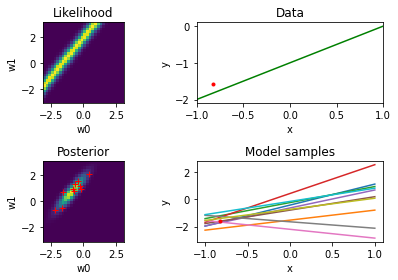 Likelihood
2
0
−2
w1
−2.5
0.0
2.5
w0
Data
0
−1
−2
y
−1.0
−0.5
0.0
0.5
1.0
x
Posterior
2
0
−2
w1
−2.5
0.0
2.5
w0
Model samples
2
0
−2
y
−1.0
−0.5
0.0
0.5
1.0
x